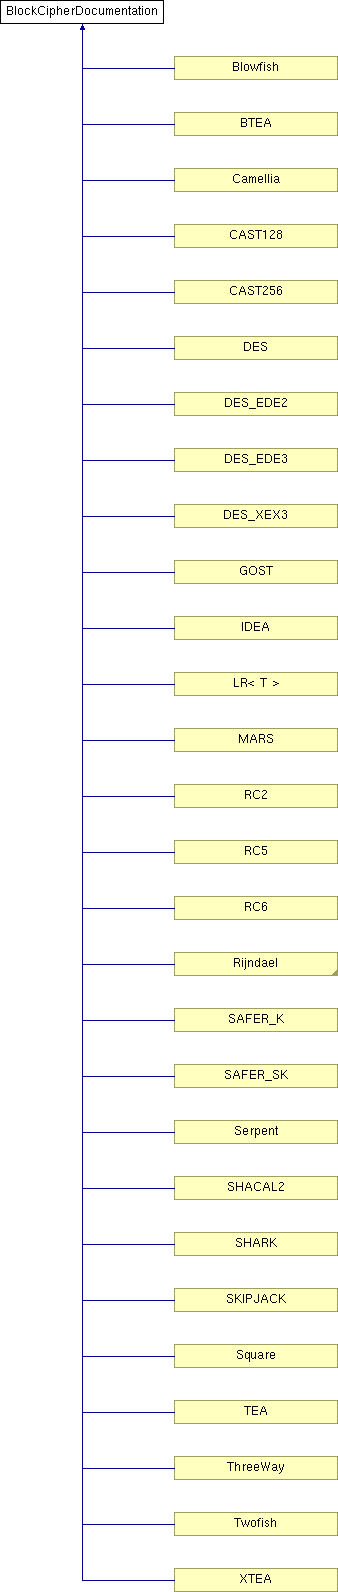 BlockCipherDocumentation
Blowfish
BTEA
Camellia
CAST128
CAST256
DES
DES_EDE2
DES_EDE3
DES_XEX3
GOST
IDEA
LR< T >
MARS
RC2
RC5
RC6
Rijndael
SAFER_K
SAFER_SK
Serpent
SHACAL2
SHARK
SKIPJACK
Square
TEA
ThreeWay
Twofish
XTEA